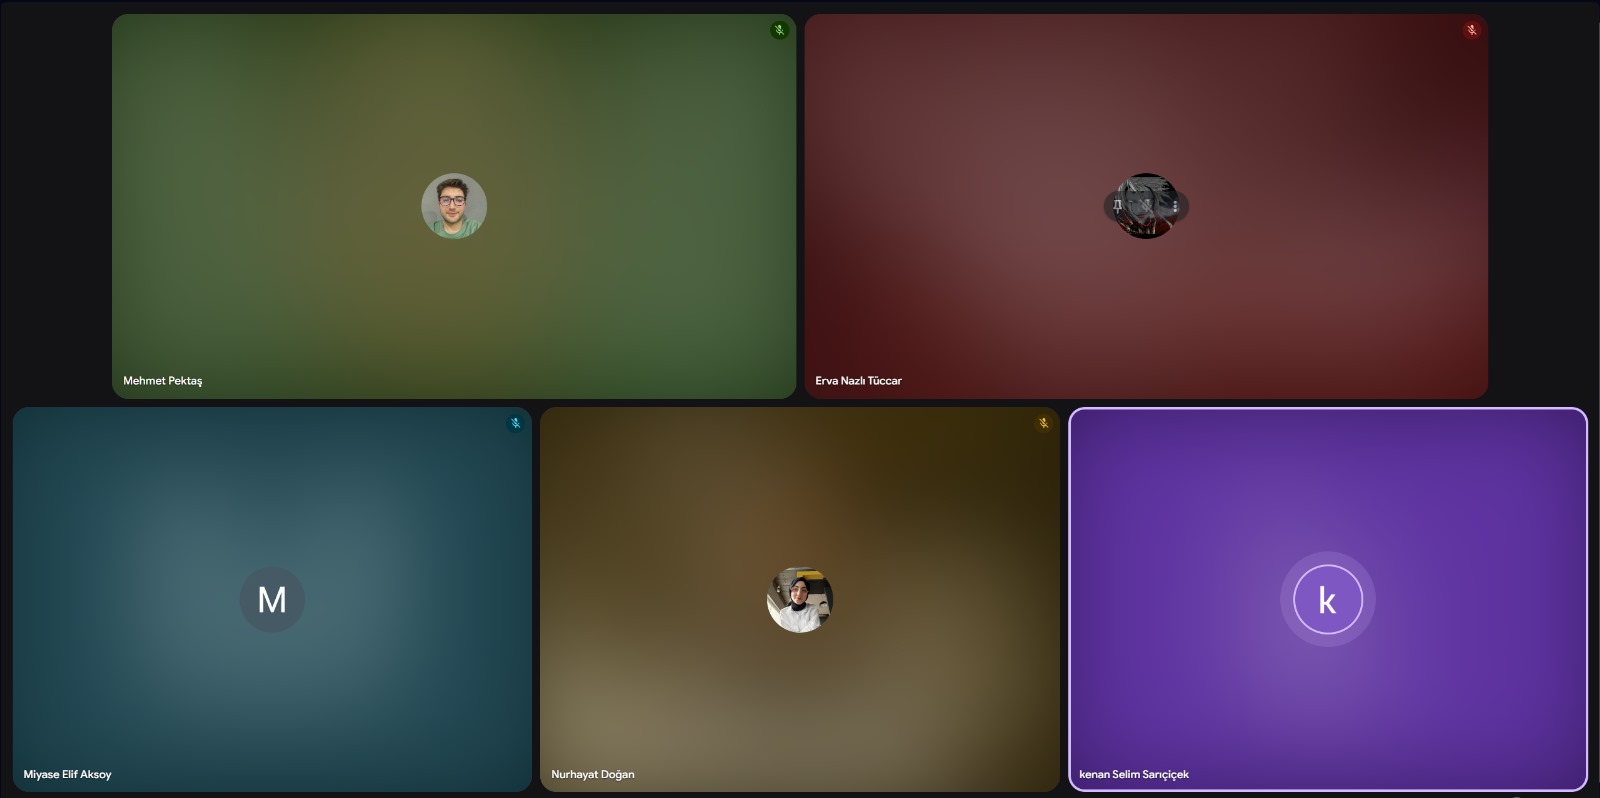 Mehmet Pektaş
Erva Nazlı Tüccar
M
Miyase Elif Aksoy
Nurhayat Doğan
k
kenan Selim Sarıçiçek